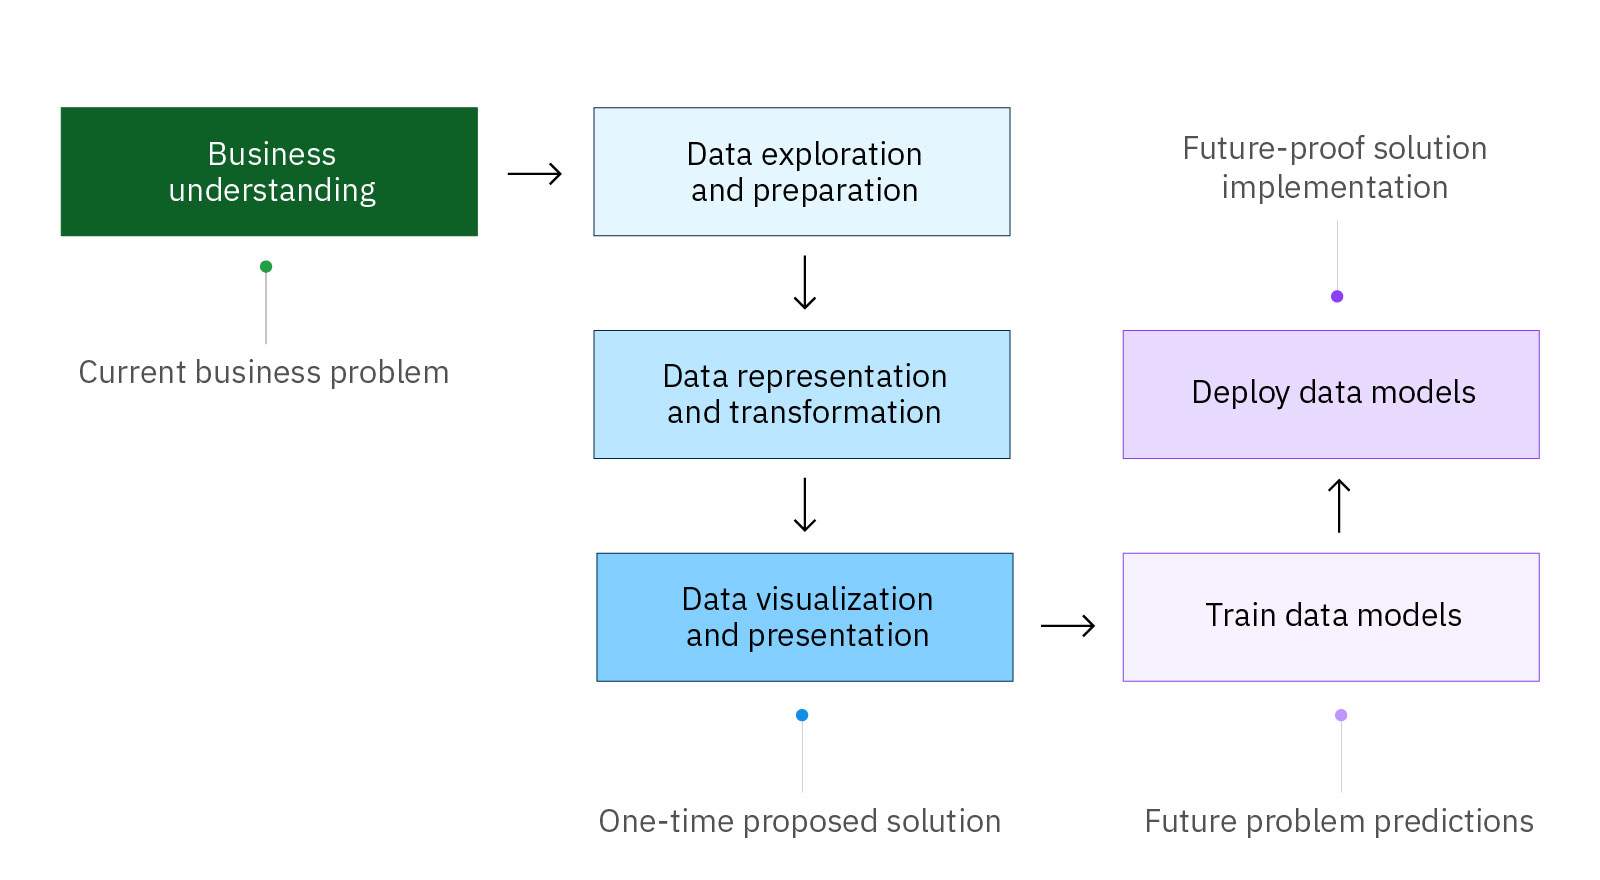 Business
understanding
Current business problem
Data exploration
and preparation
Data representation
and transformation
Data visualization
and presentation
One-time proposed solution
Future-proof solution
implementation
Deploy data models
Train data models
Future problem predictions